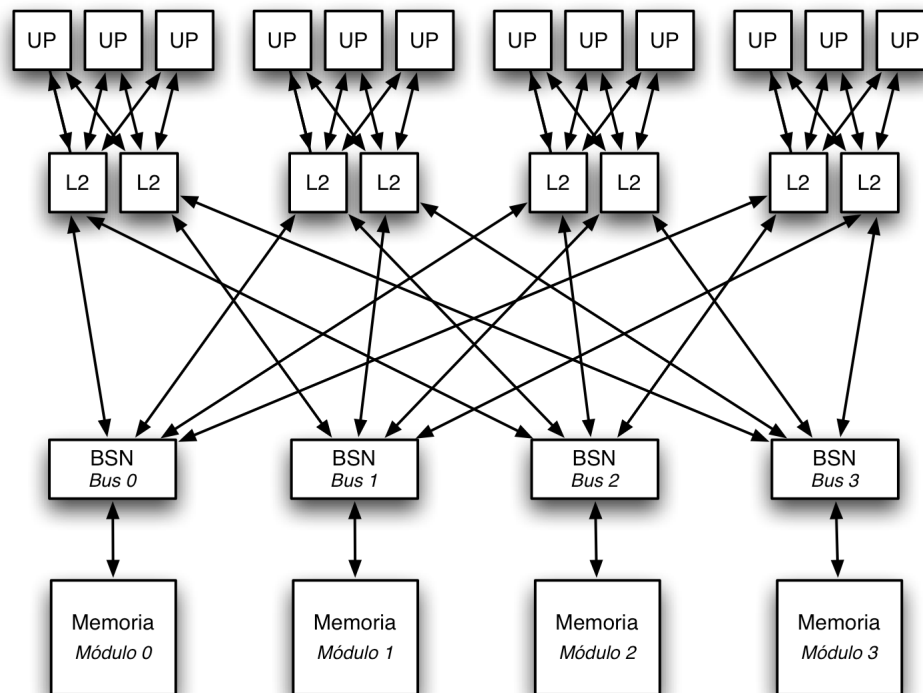 UP UP UP UP UP UP UP UP UP UP UP UP
L2 L2 L2 L2 L2 L2 L2 L2
BSN BSN BSN BSN
Bus 0 Bus 1 Bus 2 Bus 3
Memoria Memoria Memoria Memoria
Módulo 0 Módulo 1 Módulo 2 Módulo 3